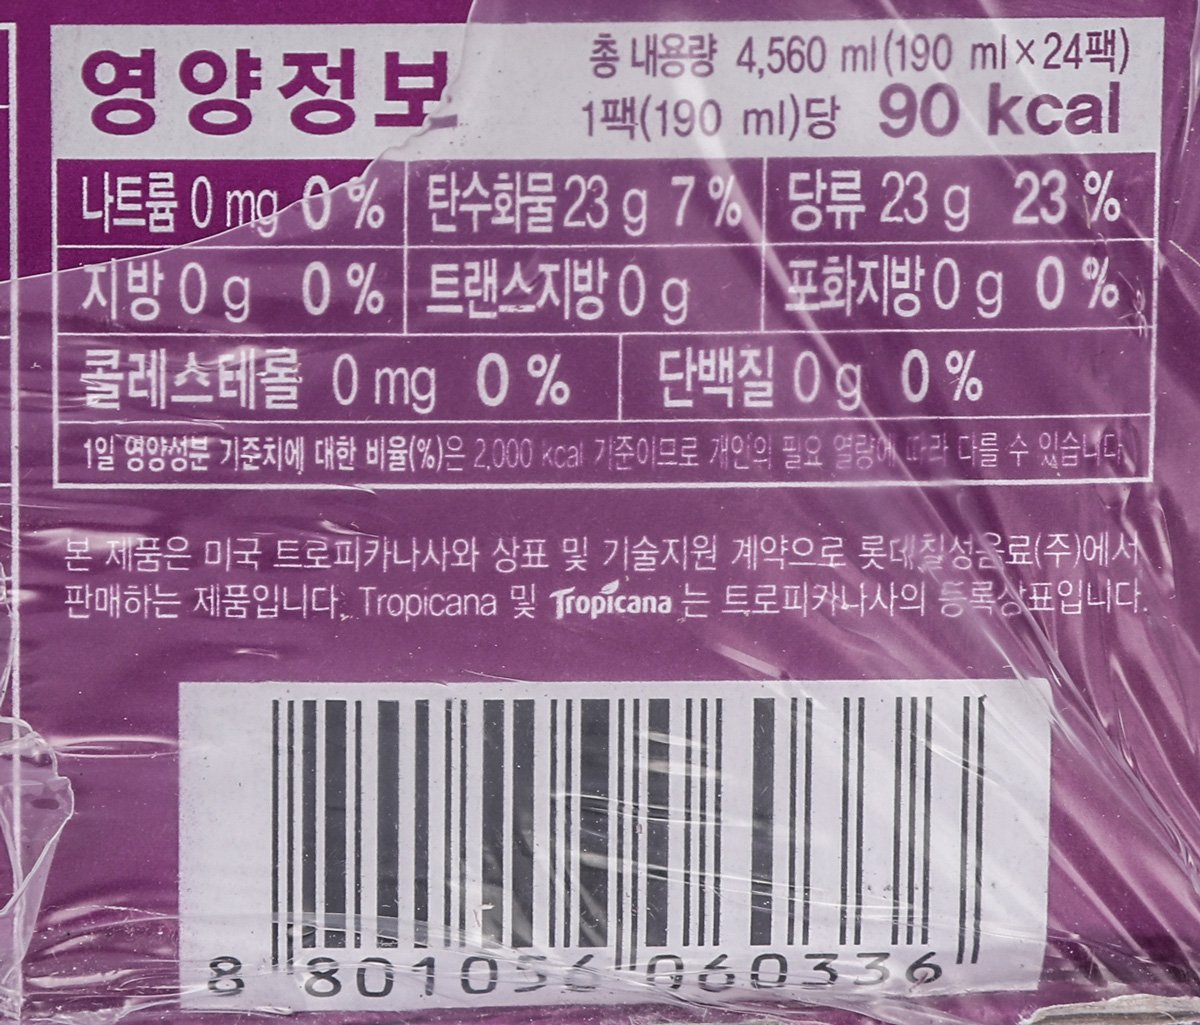 영양정보
총 내용량 4,560 ml(190 ml×24팩)
1팩(190 ml)당 90 kcal
나트륨 0 mg 0 % 탄수화물 23 g 7 % 당류 23 g 23 %
지방 0 g 0 % 트랜스지방 0 g 포화지방 0 g 0 %
콜레스테롤 0 mg 0 % 단백질 0 g 0 %
1일 영양성분 기준치에 대한 비율(%)은 2,000 kcal 기준이므로 개인의 필요 열량에 따라 다를 수 있습니다.
본 제품은 미국 트로피카나사와 상표 및 기술지원 계약으로 롯데칠성음료(주)에서
판매하는 제품입니다. Tropicana 및 Tropicana 는 트로피카나사의 등록상표입니다.
8 801056 060336